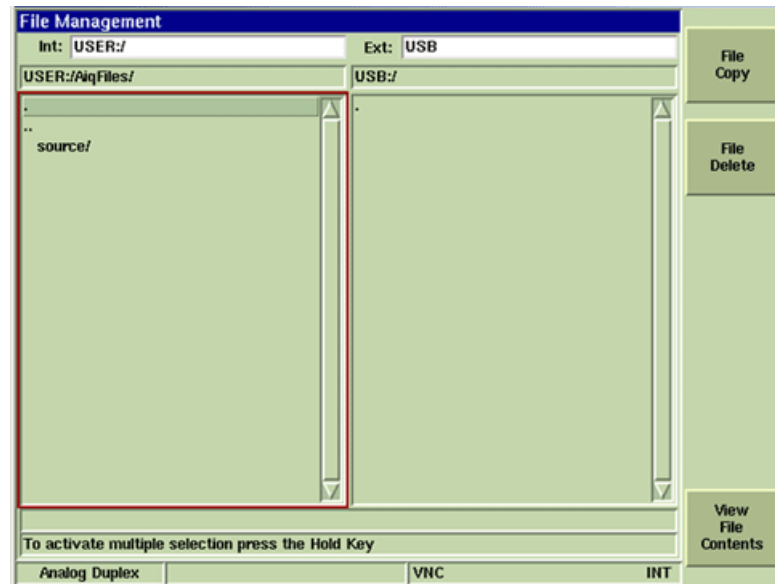 File Management
Int: USER:/ Ext: USB
USER:/AiqFiles/ USB:/
. .
..
source/
To activate multiple selection press the Hold Key
Analog Duplex VNC INT
File
Copy
File
Delete
View
File
Contents